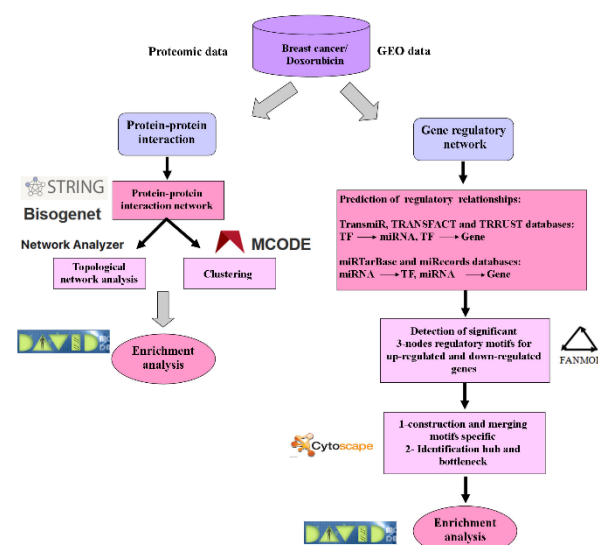 Proteomic data
Breast cancer/
Doxorubicin
GEO data
Protein-protein
interaction
Gene regulatory
network
STRING
Bisogenet
Protein-protein
interaction network
Network Analyzer
MCODE
Topological
network analysis
Clustering
DAVID
Enrichment
analysis
Prediction of regulatory relationships:
TransmiR, TRANSFACT and TRRUST databases:
TF → miRNA, TF → Gene
miRTarBase and miRecords databases:
miRNA → TF, miRNA → Gene
Detection of significant
3-nodes regulatory motifs for
up-regulated and down-regulated
genes
FANMOD
Cytoscape
1-construction and merging
motifs specific
2- Identification hub and
bottleneck
DAVID
Enrichment
analysis